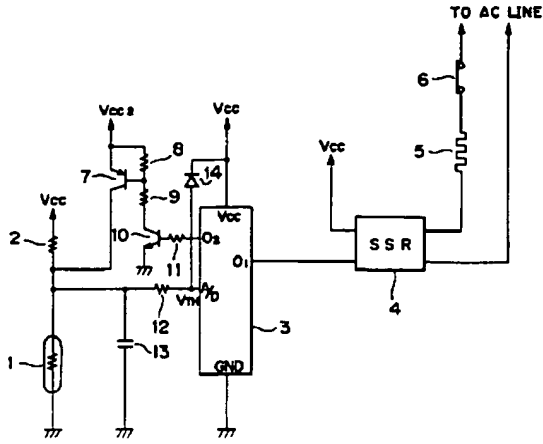 TO AC LINE
6
Vcc2
Vcc
8
7
14
Vcc
5
9
Vcc
2
10
Vcc
O2
SSR
11
O1
4
VTH
A/D
12
3
1
13
GND